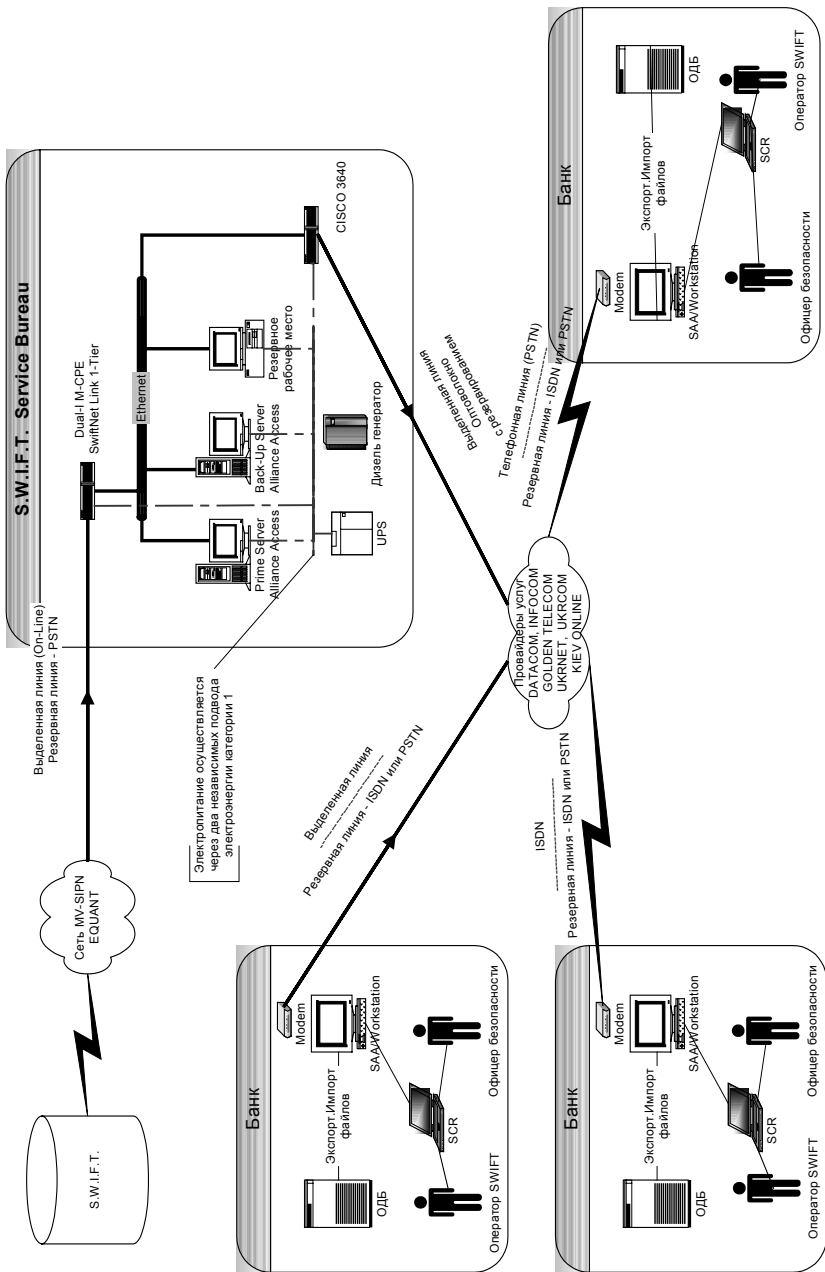 S.W.I.F.T.
Сеть MV-SIPN
EQUANT
Выделенная линия (On-Line)
Резервная линия - PSTN
S.W.I.F.T. Service Bureau
Dual-I M-CPE
SwiftNet Link 1-Tier
Ethernet
Prime Server
Alliance Access
Back-Up Server
Alliance Access
Резервное
рабочее место
CISCO 3640
UPS
Дизель генератор
Электропитание осуществляется
через два независимых подвода
электроэнергии категории 1
Выделенная линия
Оптоволокно
с резервированием
Выделенная линия
Резервная линия - ISDN или PSTN
Телефонная линия (PSTN)
Резервная линия - ISDN или PSTN
Провайдеры услуг
DATACOM, INFOCOM
GOLDEN TELECOM
UKRNET, UKRCOM
KIEV ONLINE
ISDN
Резервная линия - ISDN или PSTN
Банк
Modem
SAA/Workstation
Экспорт.Импорт
файлов
ОДБ
SCR
Оператор SWIFT
Офицер безопасности
Банк
Modem
SAA/Workstation
Экспорт.Импорт
файлов
ОДБ
SCR
Оператор SWIFT
Офицер безопасности
Банк
Modem
SAA/Workstation
Экспорт.Импорт
файлов
ОДБ
SCR
Офицер безопасности
Оператор SWIFT